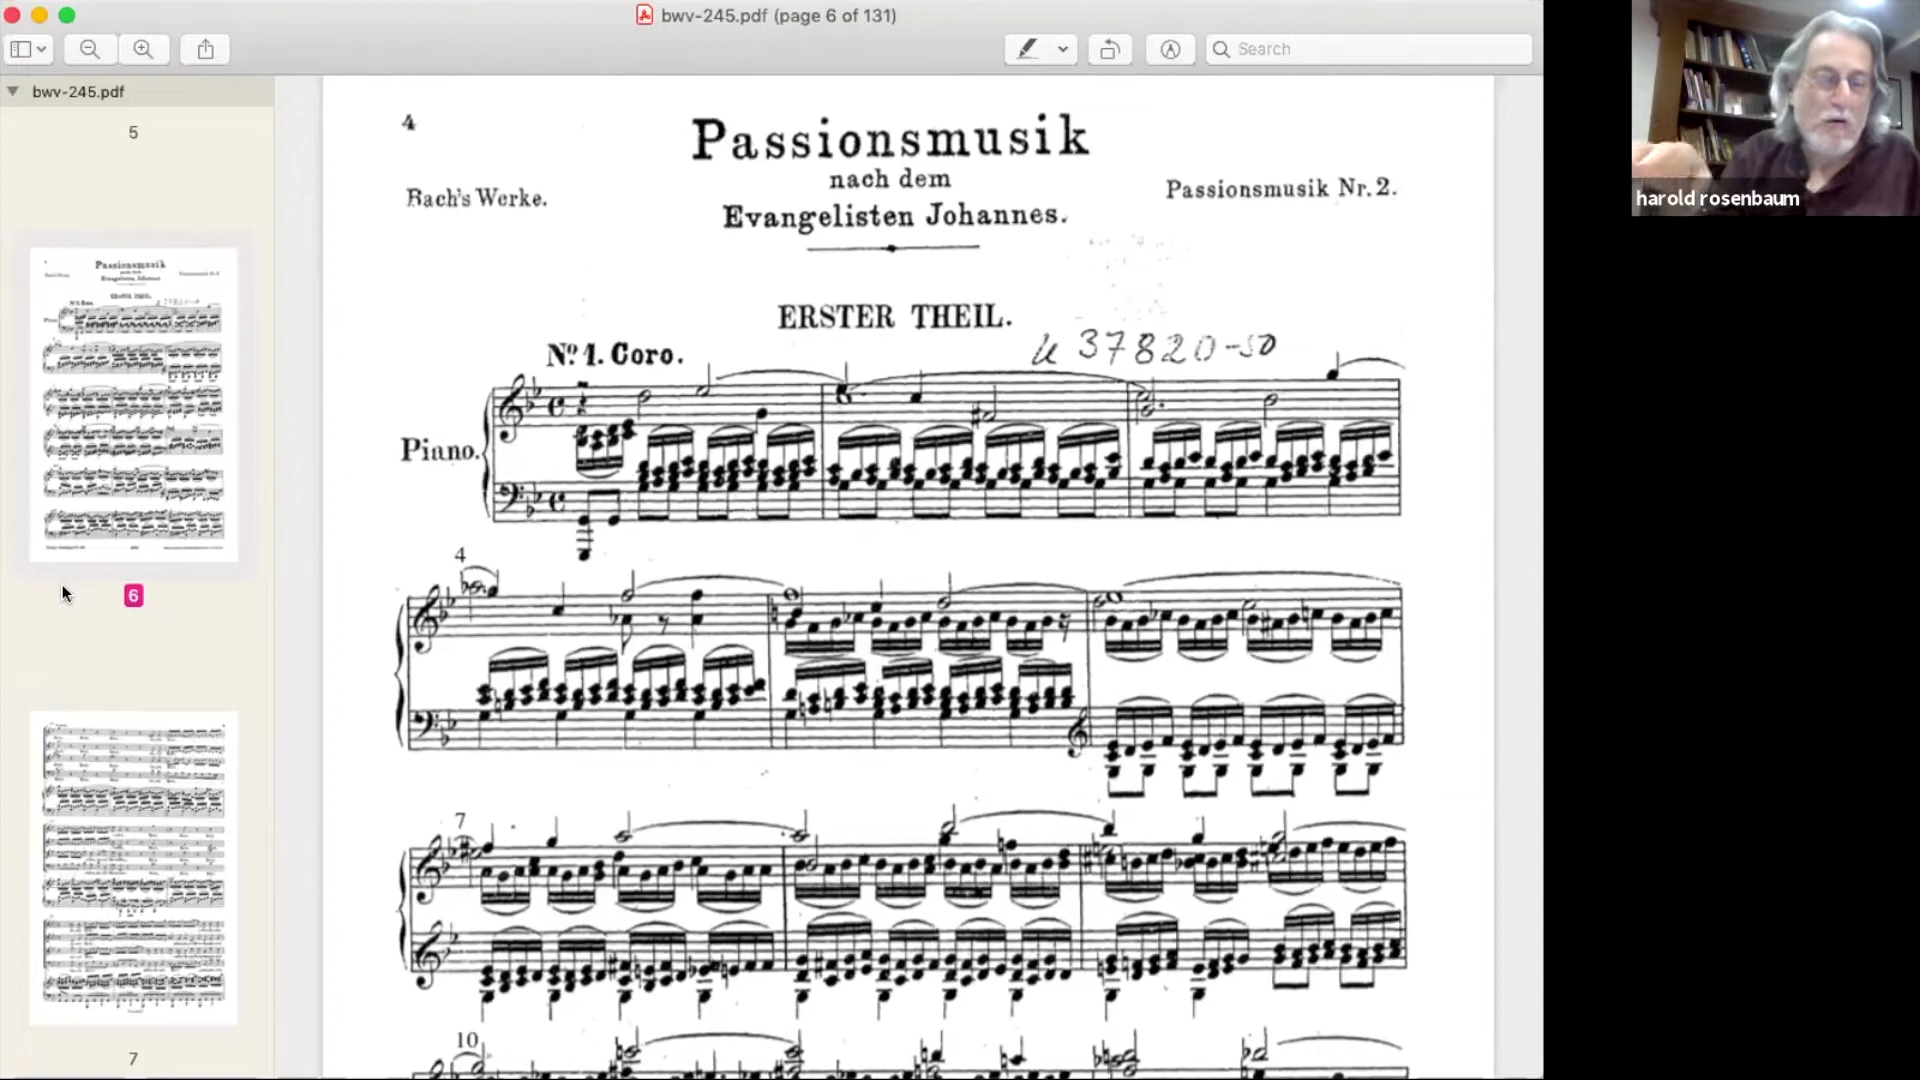 bwv-245.pdf (page 6 of 131)
Search
bwv-245.pdf
5
6
7
4
Passionsmusik
nach dem
Bach's Werke.
Passionsmusik Nr. 2.
Evangelisten Johannes.
ERSTER THEIL.
Nº 1. Coro.
37820-50
Piano.
4
7
10
harold rosenbaum